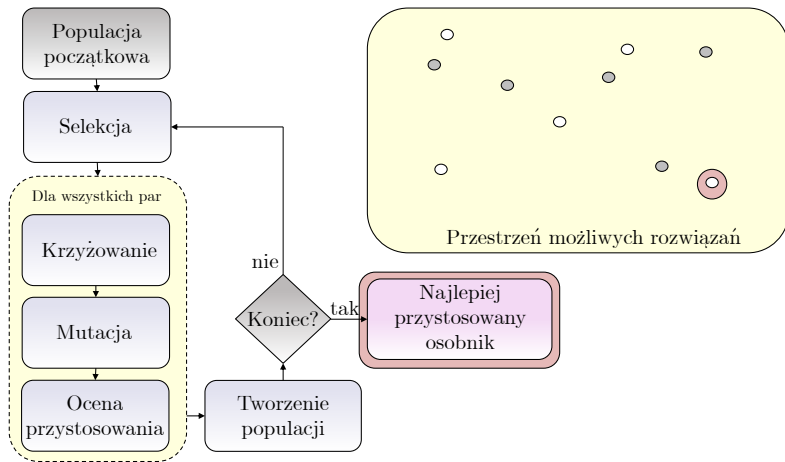 Populacja
początkowa
Selekcja
Dla wszystkich par
Krzyżowanie
Mutacja
Ocena
przystosowania
Tworzenie
populacji
Koniec?
nie
tak
Najlepiej
przystosowany
osobnik
Przestrzeń możliwych rozwiązań